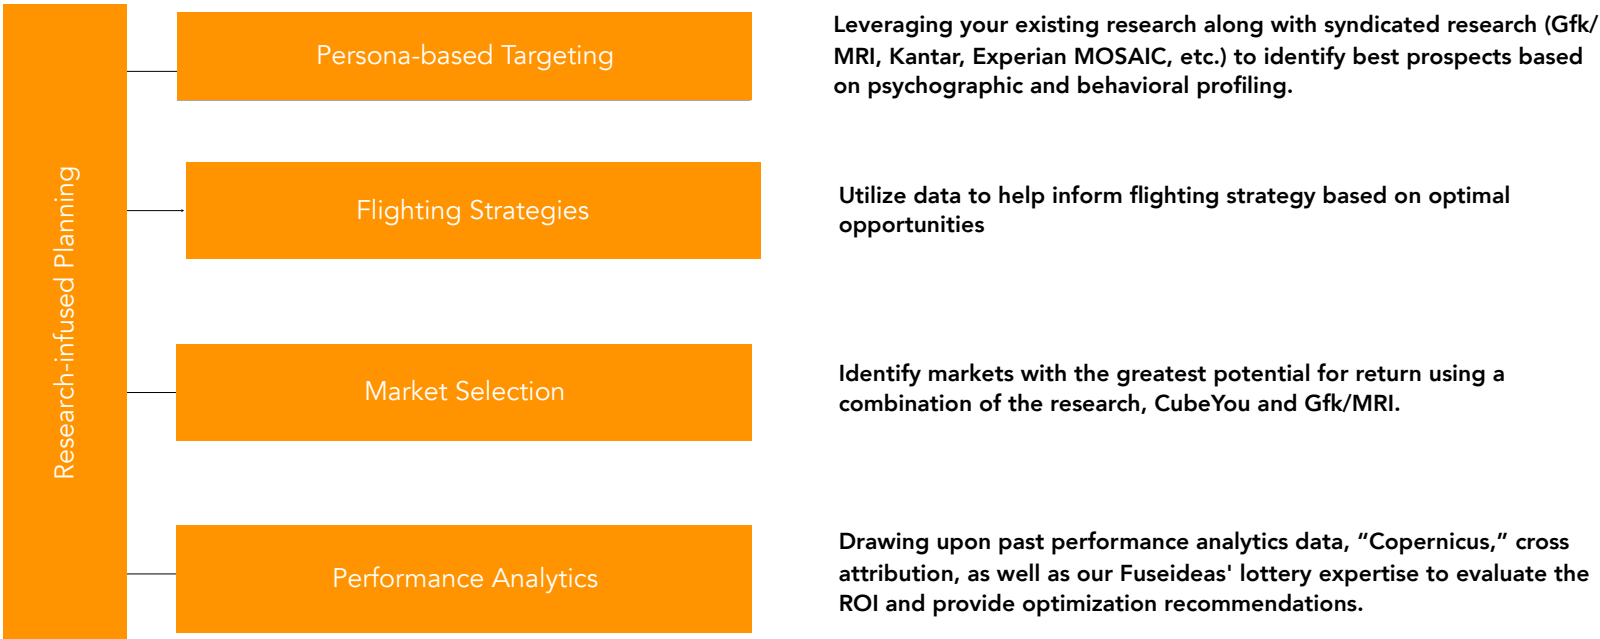 Research-infused Planning
Persona-based Targeting
Leveraging your existing research along with syndicated research (Gfk/
MRI, Kantar, Experian MOSAIC, etc.) to identify best prospects based
on psychographic and behavioral profiling.
Flighting Strategies
Utilize data to help inform flighting strategy based on optimal
opportunities
Market Selection
Identify markets with the greatest potential for return using a
combination of the research, CubeYou and Gfk/MRI.
Performance Analytics
Drawing upon past performance analytics data, “Copernicus,” cross
attribution, as well as our Fuseideas' lottery expertise to evaluate the
ROI and provide optimization recommendations.